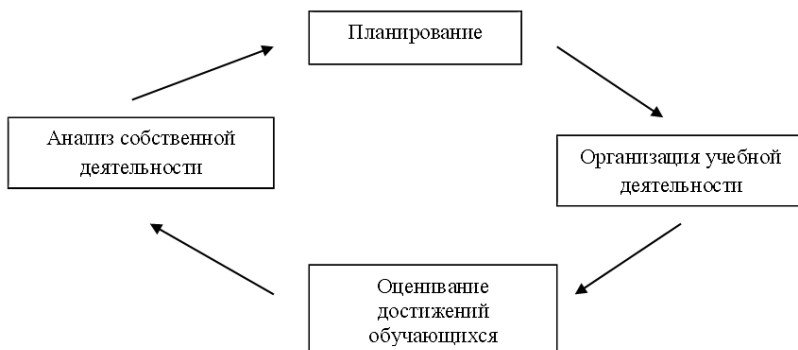 Планирование
Анализ собственной
деятельности
Организация учебной
деятельности
Оценивание
достижений
обучающихся